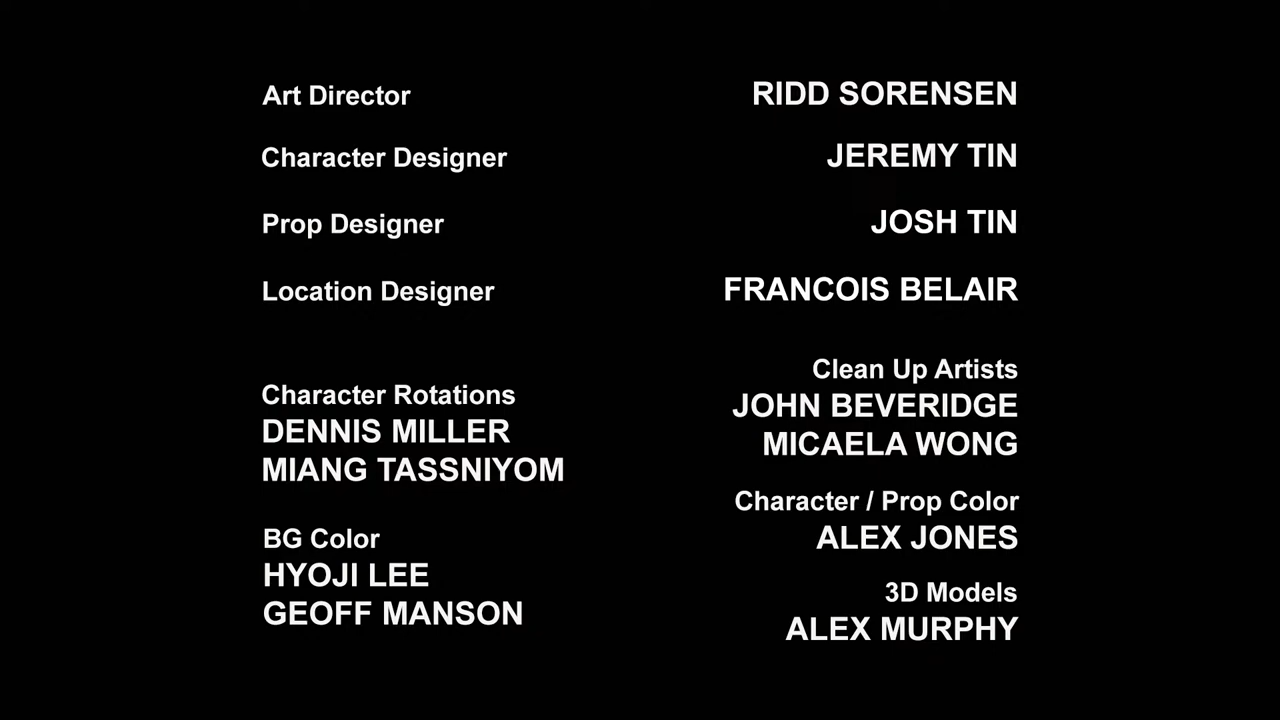 Art Director RIDD SORENSEN
Character Designer JEREMY TIN
Prop Designer JOSH TIN
Location Designer FRANCOIS BELAIR
Character Rotations
DENNIS MILLER
MIANG TASSNIYOM
BG Color
HYOJI LEE
GEOFF MANSON
Clean Up Artists
JOHN BEVERIDGE
MICAELA WONG
Character / Prop Color
ALEX JONES
3D Models
ALEX MURPHY